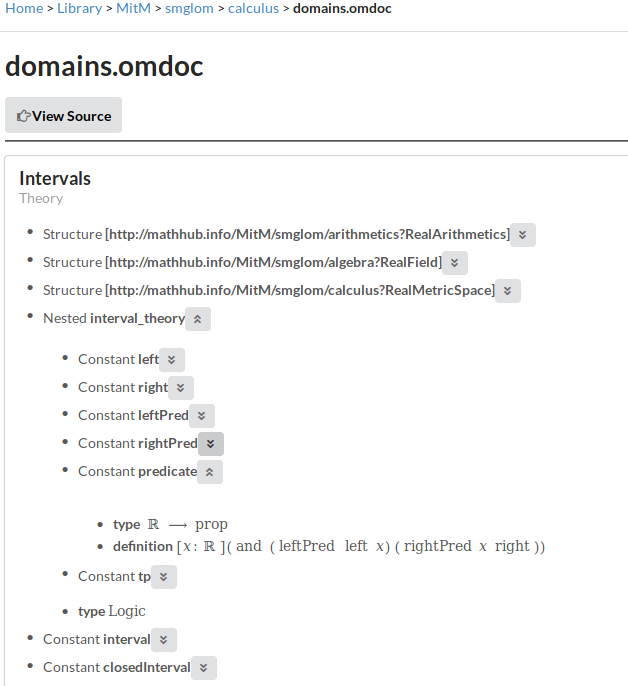 Home > Library > MitM > smglom > calculus > domains.omdoc
domains.omdoc
View Source
Intervals
Theory
• Structure [http://mathhub.info/MitM/smglom/arithmetics?RealArithmetics]
• Structure [http://mathhub.info/MitM/smglom/algebra?RealField]
• Structure [http://mathhub.info/MitM/smglom/calculus?RealMetricSpace]
• Nested interval_theory
• Constant left
• Constant right
• Constant leftPred
• Constant rightPred
• Constant predicate
• type ℝ ⟶ prop
• definition [x: ℝ ]( and ( leftPred left x) ( rightPred x right ))
• Constant tp
• type Logic
• Constant interval
• Constant closedInterval